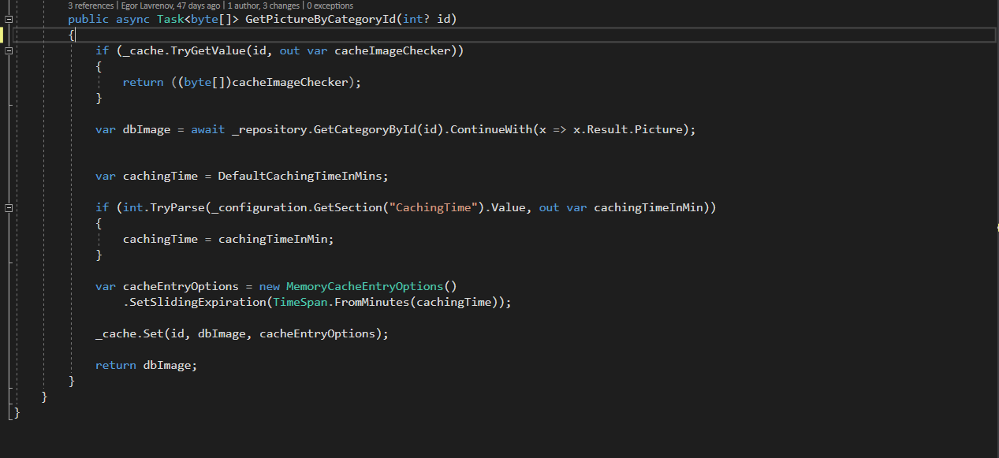 3 references | Egor Lavrenov, 47 days ago | 1 author, 3 changes | 0 exceptions
public async Task<byte[]> GetPictureByCategoryId(int? id)
{
if (_cache.TryGetValue(id, out var cacheImageChecker))
{
return ((byte[])cacheImageChecker);
}
var dbImage = await _repository.GetCategoryById(id).ContinueWith(x => x.Result.Picture);
var cachingTime = DefaultCachingTimeInMins;
if (int.TryParse(_configuration.GetSection("CachingTime").Value, out var cachingTimeInMin))
{
cachingTime = cachingTimeInMin;
}
var cacheEntryOptions = new MemoryCacheEntryOptions()
.SetSlidingExpiration(TimeSpan.FromMinutes(cachingTime));
_cache.Set(id, dbImage, cacheEntryOptions);
return dbImage;
}
}
}